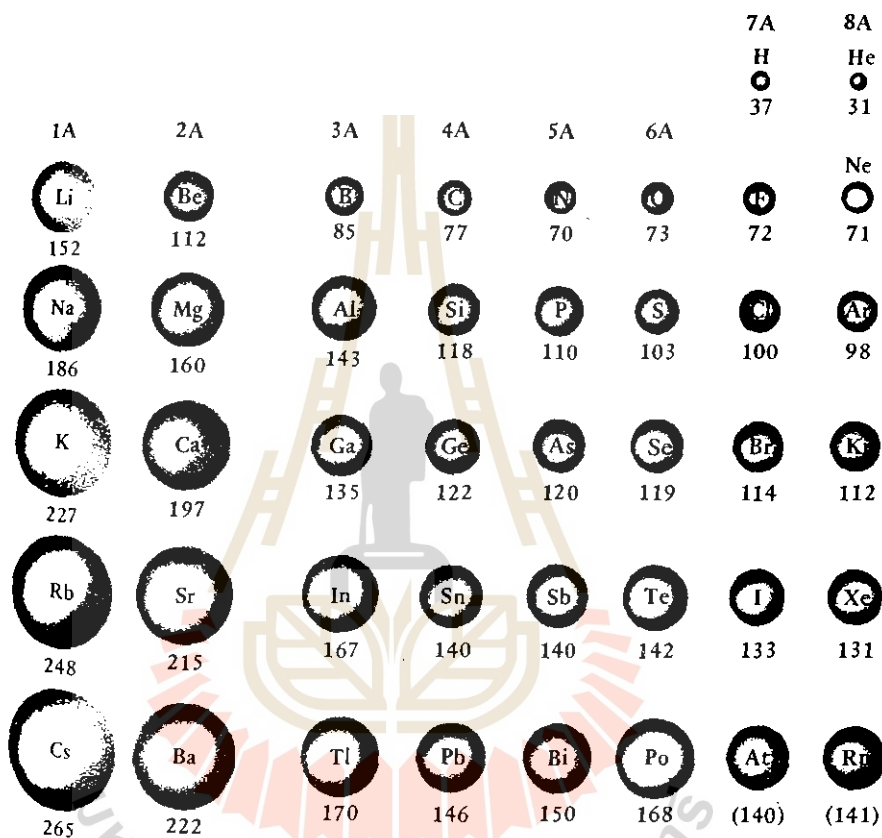 7A 8A
H He
37 31
1A 2A 3A 4A 5A 6A
Ne
Li Be B C N O F
152 112 85 77 70 73 72 71
Na Mg Al Si P S Cl Ar
186 160 143 118 110 103 100 98
K Ca Ga Ge As Se Br Kr
227 197 135 122 120 119 114 112
Rb Sr In Sn Sb Te I Xe
248 215 167 140 140 142 133 131
Cs Ba Tl Pb Bi Po At Rn
265 222 170 146 150 168 (140) (141)